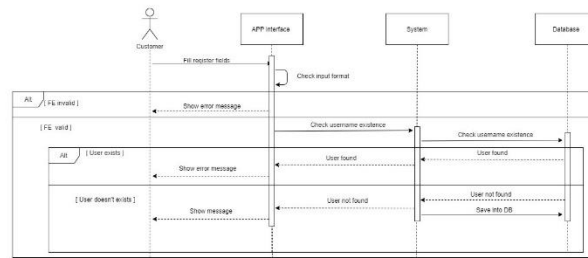 Customer
APP interface
System
Database
Fill register fields
Check input format
Alt
[ FE invalid ]
Show error message
[ FE valid ]
Check username existence
Check username existence
Alt
[ User exists ]
User found
User found
Show error message
[ User doesn't exists ]
User not found
User not found
Show message
Save into DB